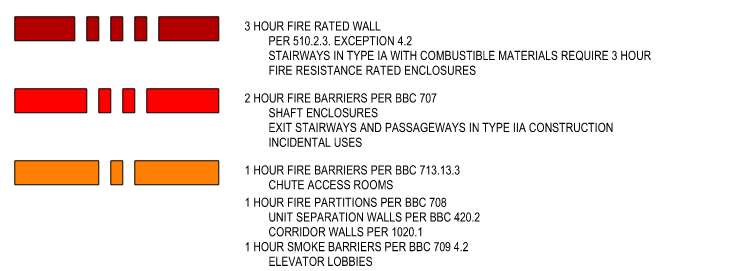 3 HOUR FIRE RATED WALL
PER 510.2.3. EXCEPTION 4.2
STAIRWAYS IN TYPE IA WITH COMBUSTIBLE MATERIALS REQUIRE 3 HOUR
FIRE RESISTANCE RATED ENCLOSURES
2 HOUR FIRE BARRIERS PER BBC 707
SHAFT ENCLOSURES
EXIT STAIRWAYS AND PASSAGEWAYS IN TYPE IIA CONSTRUCTION
INCIDENTAL USES
1 HOUR FIRE BARRIERS PER BBC 713.13.3
CHUTE ACCESS ROOMS
1 HOUR FIRE PARTITIONS PER BBC 708
UNIT SEPARATION WALLS PER BBC 420.2
CORRIDOR WALLS PER 1020.1
1 HOUR SMOKE BARRIERS PER BBC 709 4.2
ELEVATOR LOBBIES